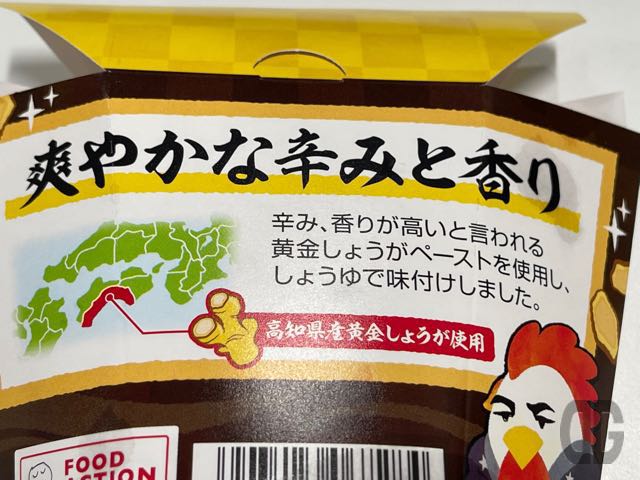 爽やかな辛みと香り
辛み、香りが高いと言われる
黄金しょうがペーストを使用し、
しょうゆで味付けしました。
高知県産黄金しょうが使用
FOOD
ACTION